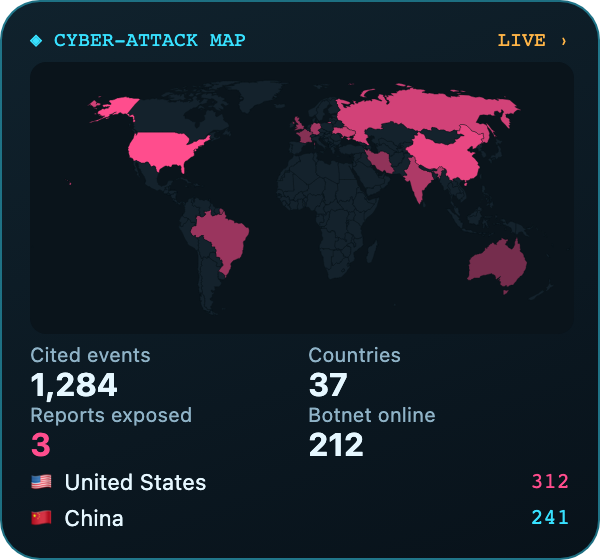 ◈ CYBER-ATTACK MAP
LIVE ›
Cited events
1,284
Countries
37
Reports exposed
3
Botnet online
212
United States 312
China 241